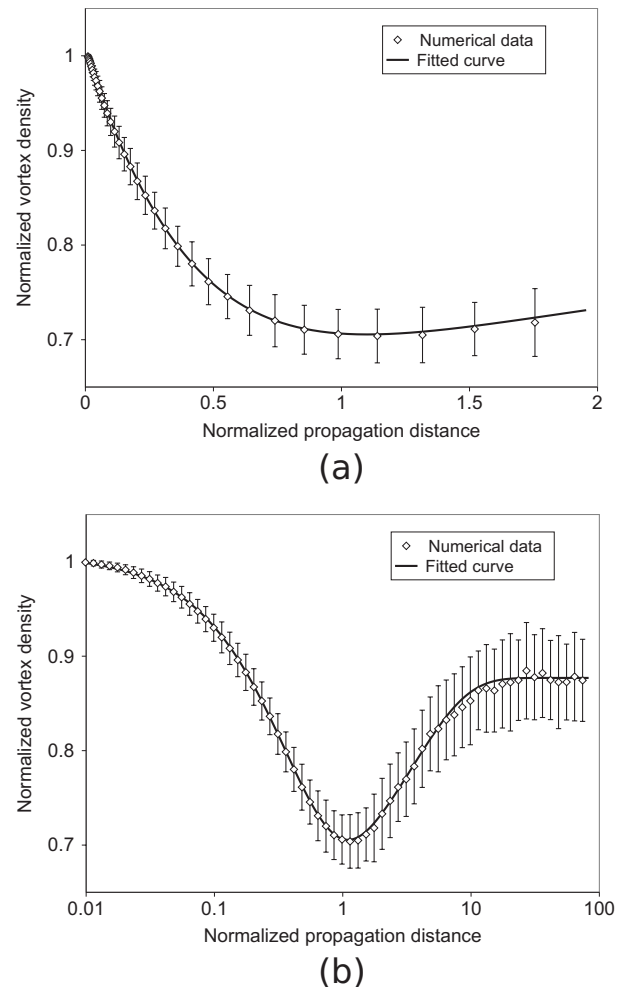 1
0.9
0.8
0.7
Normalized vortex density
Numerical data
Fitted curve
0
0.5
1
1.5
2
Normalized propagation distance
(a)
1
0.9
0.8
0.7
Normalized vortex density
Numerical data
Fitted curve
0.01
0.1
1
10
100
Normalized propagation distance
(b)